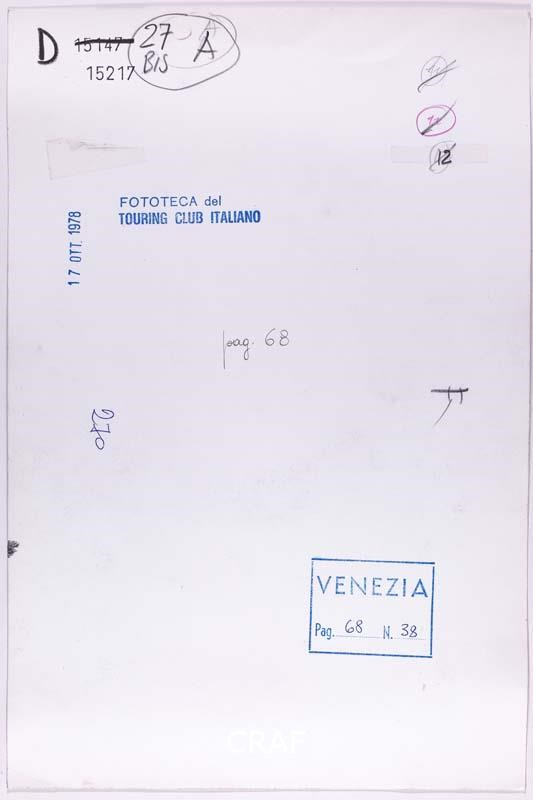 D 15147 27 A
15217 BIS
12
FOTOTECA del
TOURING CLUB ITALIANO
17 OTT. 1978
pag. 68
270
VENEZIA
Pag. 68 N. 38
CRAF